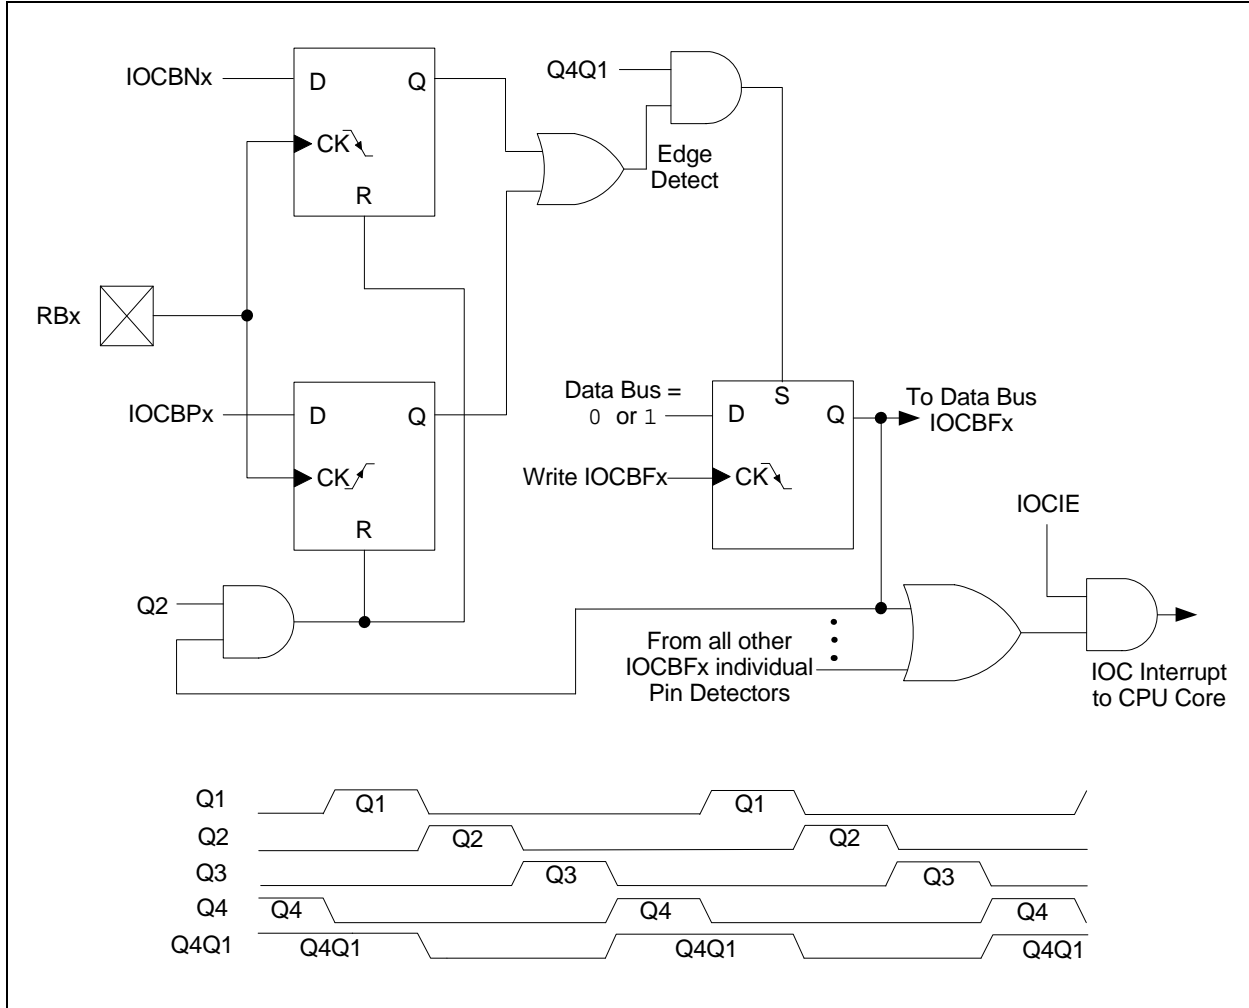 IOCBNx
D
Q
CK
R
Q4Q1
Edge
Detect
RBx
IOCBPx
D
Q
CK
R
Data Bus =
0 or 1
S
D
Q
To Data Bus
IOCBFx
Write IOCBFx
CK
IOCIE
Q2
From all other
IOCBFx individual
Pin Detectors
IOC Interrupt
to CPU Core
Q1 Q1 Q1
Q2 Q2 Q2
Q3 Q3 Q3
Q4 Q4 Q4 Q4
Q4Q1 Q4Q1 Q4Q1 Q4Q1